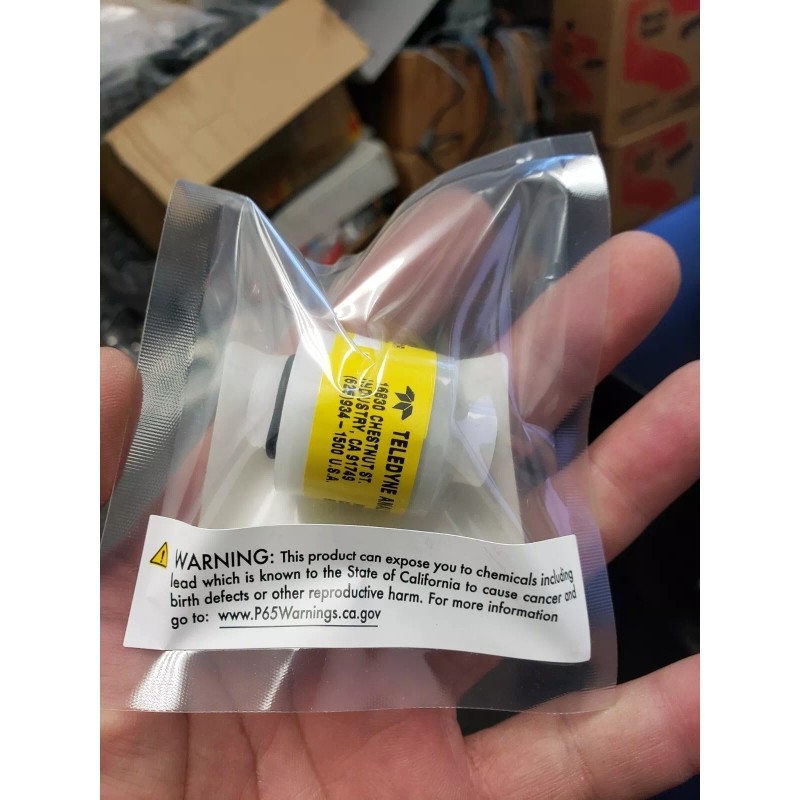 TELEDYNE
16830 CHESTNUT ST.
INDUSTRY, CA 91749
(626)934-1500 U.S.A.
WARNING: This product can expose you to chemicals including
lead which is known to the State of California to cause cancer and
birth defects or other reproductive harm. For more information
go to: www.P65Warnings.ca.gov